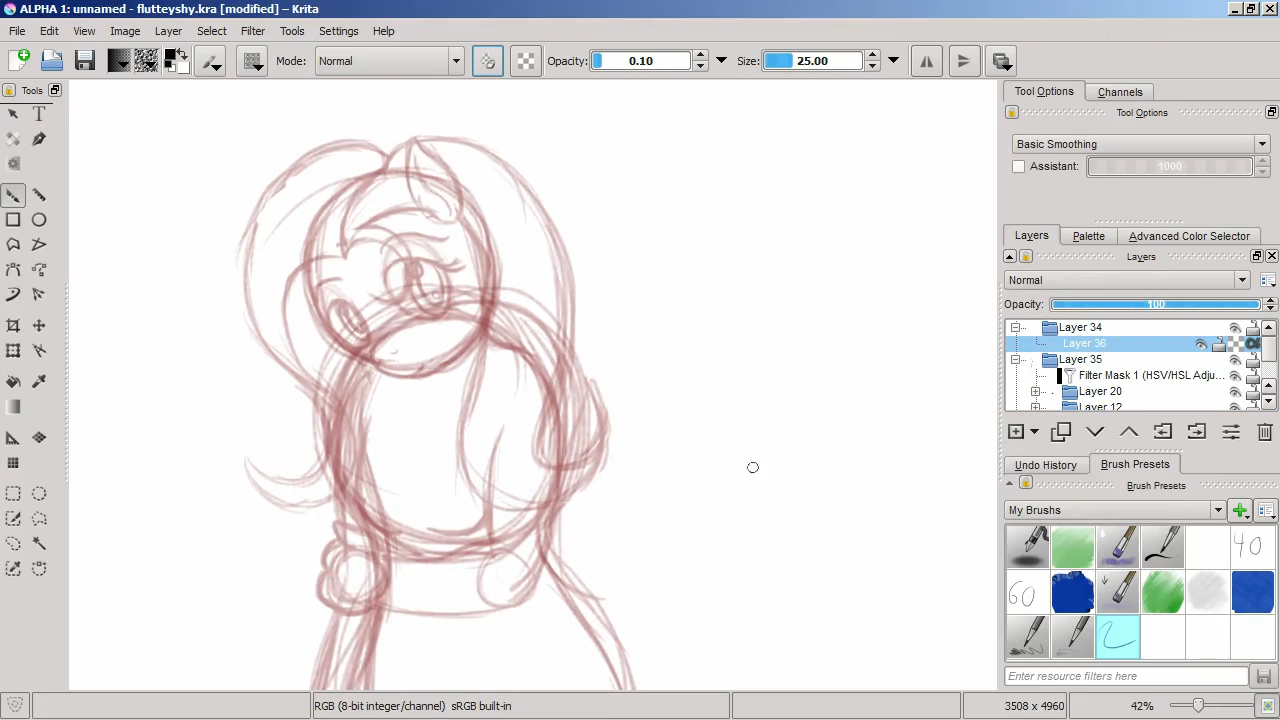 ALPHA 1: unnamed - flutteyshy.kra [modified] – Krita
File Edit View Image Layer Select Filter Tools Settings Help
Mode: Normal Opacity: 0.10 Size: 25.00
Tools
Tool Options Channels
Tool Options
Basic Smoothing
Assistant: 1000
Layers Palette Advanced Color Selector
Layers
Normal
Opacity: 100
Layer 34
Layer 36
Layer 35
Filter Mask 1 (HSV/HSL Adju...
Layer 20
Layer 12
Undo History Brush Presets
Brush Presets
My Brushes
40
60
Enter resource filters here
RGB (8-bit integer/channel) sRGB built-in 3508 x 4960 42%